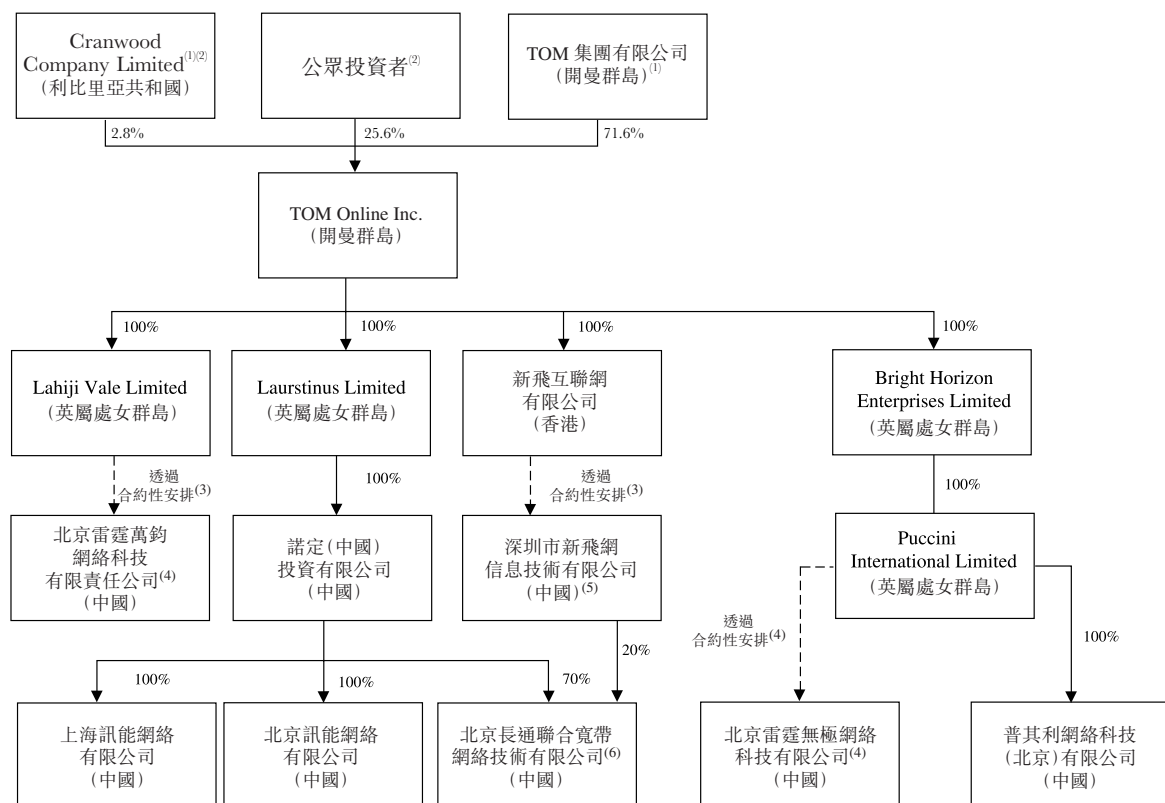 Cranwood
Company Limited(1)(2)
(利比里亞共和國)
公眾投資者(2)
TOM 集團有限公司
(開曼群島)(1)
2.8%
25.6%
71.6%
TOM Online Inc.
(開曼群島)
100%
100%
100%
100%
Lahiji Vale Limited
(英屬處女群島)
Laurstinus Limited
(英屬處女群島)
新飛互聯網
有限公司
(香港)
Bright Horizon
Enterprises Limited
(英屬處女群島)
透過
合約性安排(3)
100%
透過
合約性安排(3)
100%
北京雷霆萬鈞
網絡科技
有限責任公司(4)
(中國)
諾定(中國)
投資有限公司
(中國)
深圳市新飛網
信息技術有限公司
(中國)(5)
Puccini
International Limited
(英屬處女群島)
透過
合約性安排(4)
100%
20%
100%
100%
70%
上海訊能網絡
有限公司
(中國)
北京訊能網絡
有限公司
(中國)
北京長通聯合寬帶
網絡技術有限公司(6)
(中國)
北京雷霆無極網絡
科技有限公司(4)
(中國)
普其利網絡科技
(北京)有限公司
(中國)